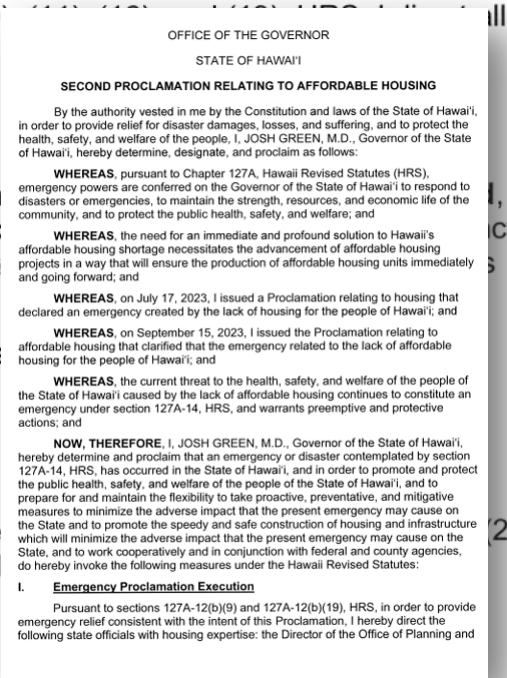 OFFICE OF THE GOVERNOR
STATE OF HAWAI‘I
SECOND PROCLAMATION RELATING TO AFFORDABLE HOUSING
By the authority vested in me by the Constitution and laws of the State of Hawai‘i,
in order to provide relief for disaster damages, losses, and suffering, and to protect the
health, safety, and welfare of the people, I, JOSH GREEN, M.D., Governor of the State
of Hawai‘i, hereby determine, designate, and proclaim as follows:
WHEREAS, pursuant to Chapter 127A, Hawaii Revised Statutes (HRS),
emergency powers are conferred on the Governor of the State of Hawai‘i to respond to
disasters or emergencies, to maintain the strength, resources, and economic life of the
community, and to protect the public health, safety, and welfare; and
WHEREAS, the need for an immediate and profound solution to Hawaii's
affordable housing shortage necessitates the advancement of affordable housing
projects in a way that will ensure the production of affordable housing units immediately
and going forward; and
WHEREAS, on July 17, 2023, I issued a Proclamation relating to housing that
declared an emergency created by the lack of housing for the people of Hawai‘i; and
WHEREAS, on September 15, 2023, I issued the Proclamation relating to
affordable housing that clarified that the emergency related to the lack of affordable
housing for the people of Hawai‘i; and
WHEREAS, the current threat to the health, safety, and welfare of the people of
the State of Hawai‘i caused by the lack of affordable housing continues to constitute an
emergency under section 127A-14, HRS, and warrants preemptive and protective
actions; and
NOW, THEREFORE, I, JOSH GREEN, M.D., Governor of the State of Hawai‘i,
hereby determine and proclaim that an emergency or disaster contemplated by section
127A-14, HRS, has occurred in the State of Hawai‘i, and in order to promote and protect
the public health, safety, and welfare of the people of the State of Hawai‘i, and to
prepare for and maintain the flexibility to take proactive, preventative, and mitigative
measures to minimize the adverse impact that the present emergency may cause on
the State and to promote the speedy and safe construction of housing and infrastructure
which will minimize the adverse impact that the present emergency may cause on the
State, and to work cooperatively and in conjunction with federal and county agencies,
do hereby invoke the following measures under the Hawaii Revised Statutes:
I. Emergency Proclamation Execution
Pursuant to sections 127A-12(b)(9) and 127A-12(b)(19), HRS, in order to provide
emergency relief consistent with the intent of this Proclamation, I hereby direct the
following state officials with housing expertise: the Director of the Office of Planning and